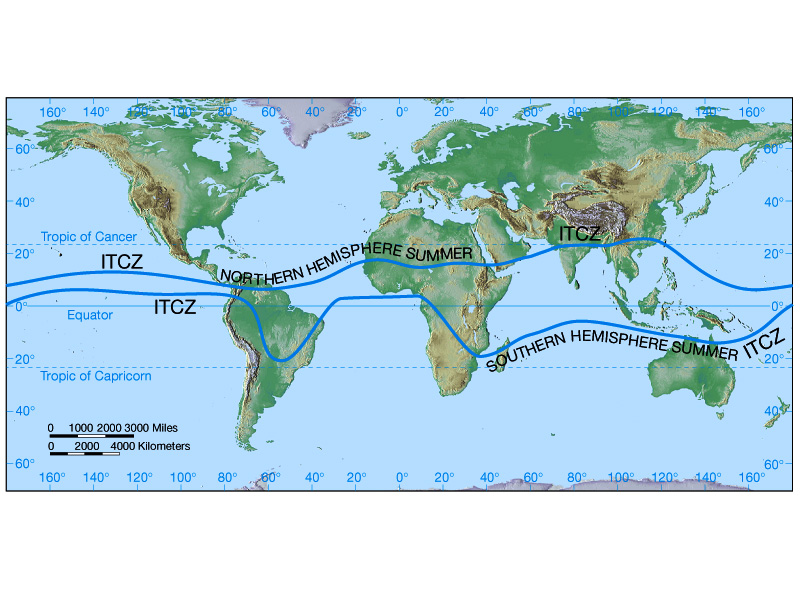 160° 140° 120° 100° 80° 60° 40° 20° 0° 20° 40° 60° 80° 100° 120° 140° 160°
60° 60°
40° 40°
Tropic of Cancer
ITCZ
20° 20°
ITCZ
NORTHERN HEMISPHERE SUMMER
ITCZ
0° 0°
Equator
SOUTHERN HEMISPHERE SUMMER
ITCZ
20° 20°
Tropic of Capricorn
40° 40°
0 1000 2000 3000 Miles
0 2000 4000 Kilometers
60° 60°
160° 140° 120° 100° 80° 60° 40° 20° 0° 20° 40° 60° 80° 100° 120° 140° 160°